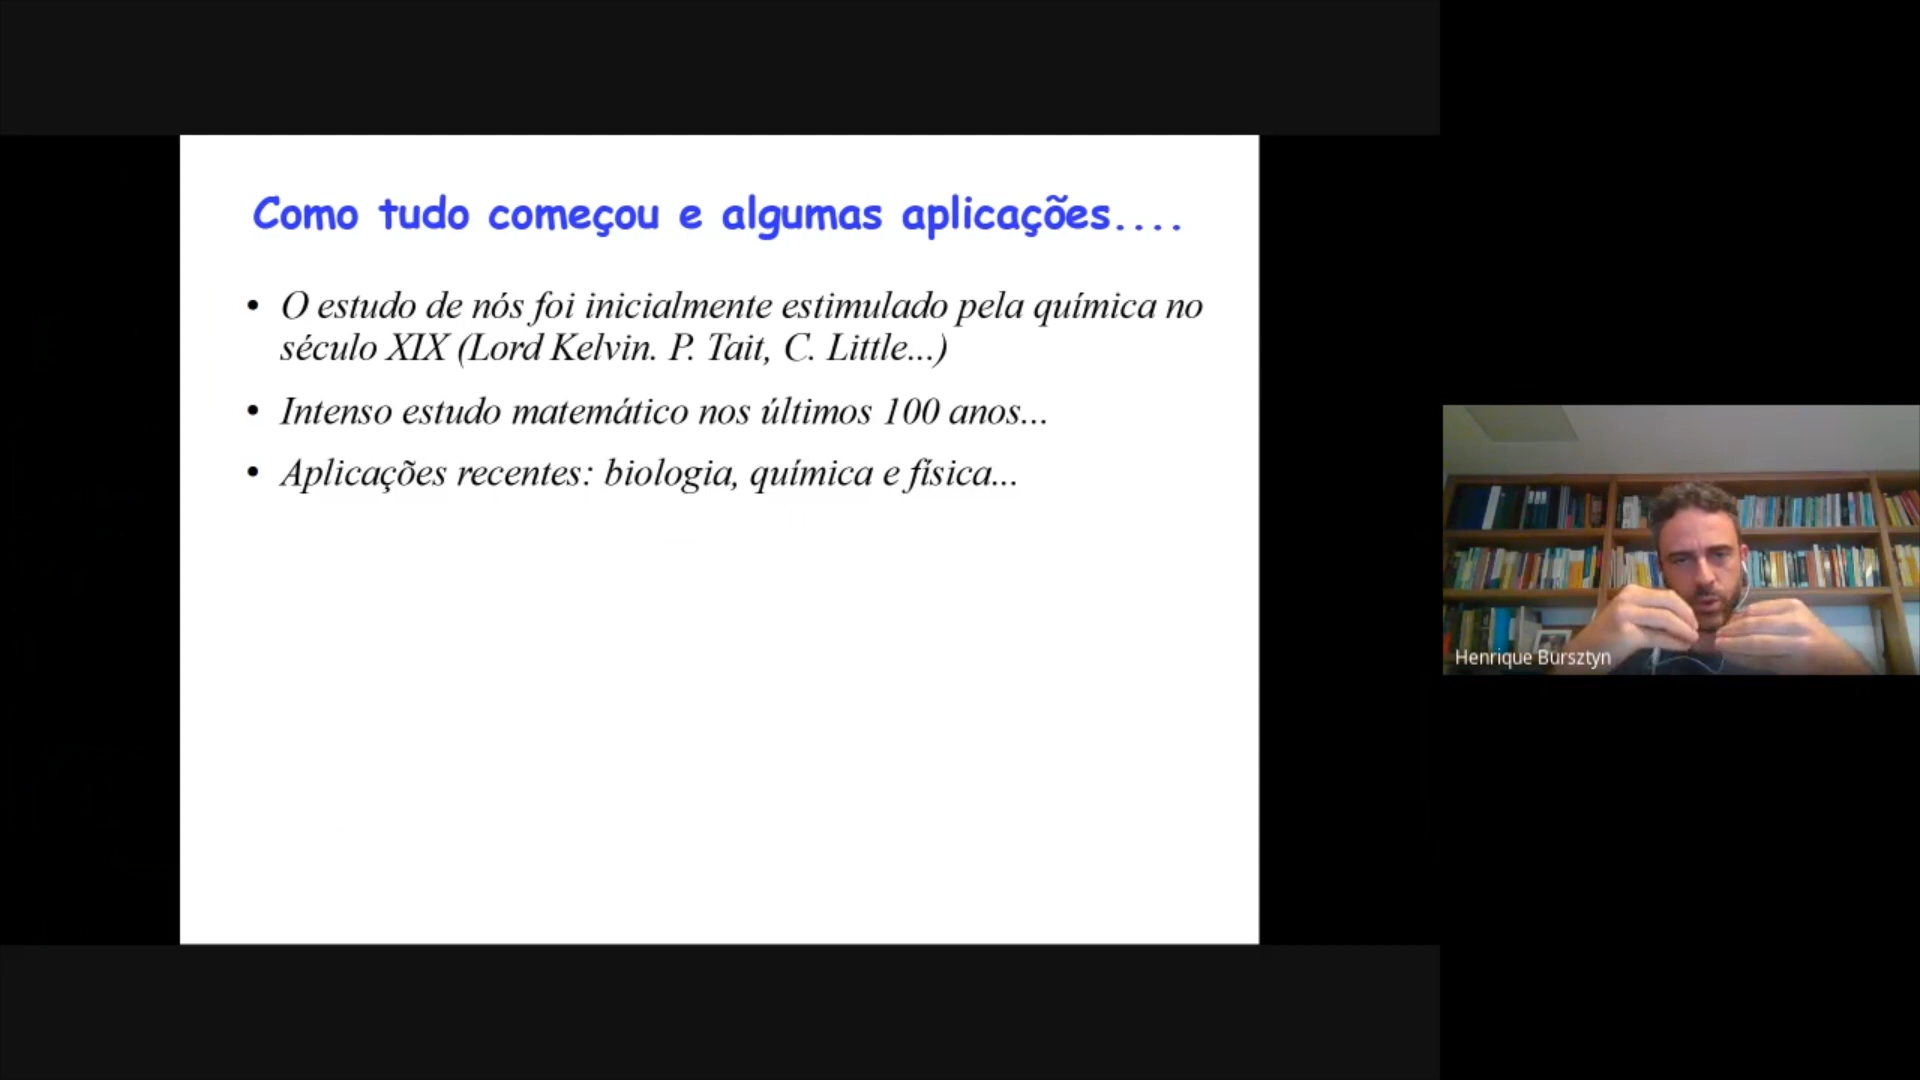 Como tudo começou e algumas aplicações....
• O estudo de nós foi inicialmente estimulado pela química no
século XIX (Lord Kelvin. P. Tait, C. Little...)
• Intenso estudo matemático nos últimos 100 anos...
• Aplicações recentes: biologia, química e física...
Henrique Bursztyn